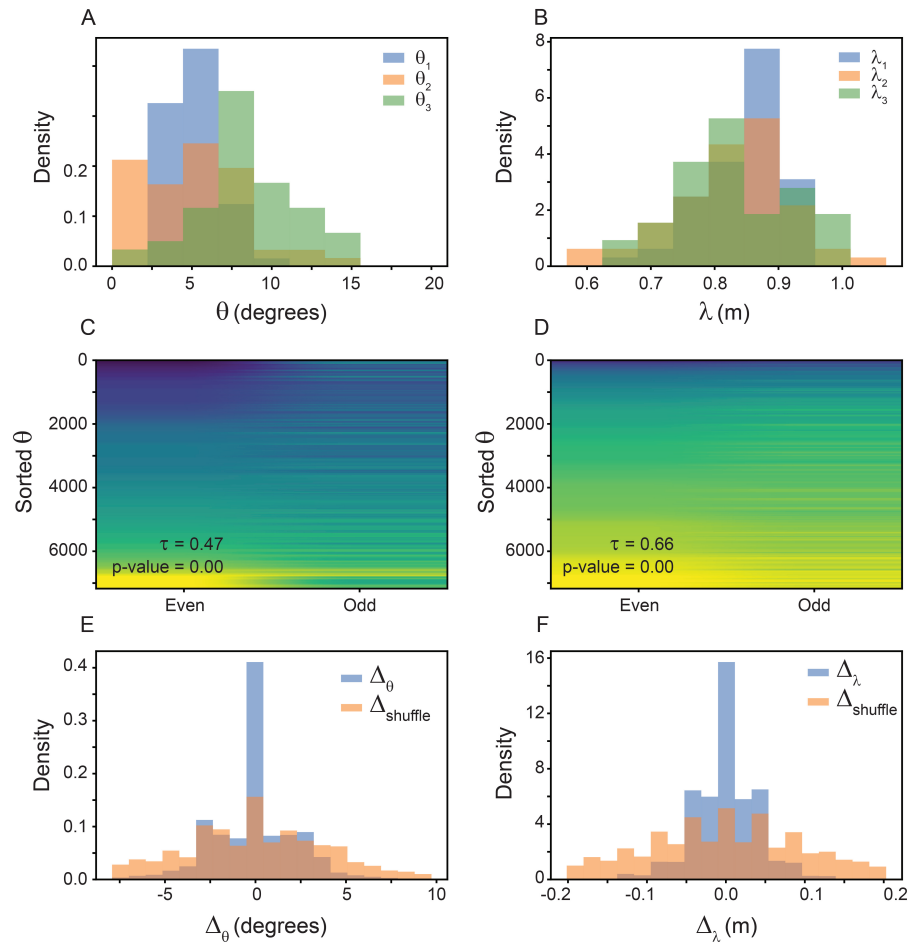 A
θ1
θ2
θ3
Density
0.2
0.1
0.0
0
5
10
15
20
θ (degrees)
B
λ1
λ2
λ3
Density
8
6
4
2
0
0.6
0.7
0.8
0.9
1.0
λ (m)
C
Sorted θ
0
2000
4000
6000
τ = 0.47
p-value = 0.00
Even
Odd
D
Sorted θ
0
2000
4000
6000
τ = 0.66
p-value = 0.00
Even
Odd
E
Δθ
Δshuffle
Density
0.4
0.3
0.2
0.1
0.0
-5
0
5
10
Δθ (degrees)
F
Δλ
Δshuffle
Density
16
12
8
4
0
-0.2
-0.1
0.0
0.1
0.2
Δλ (m)